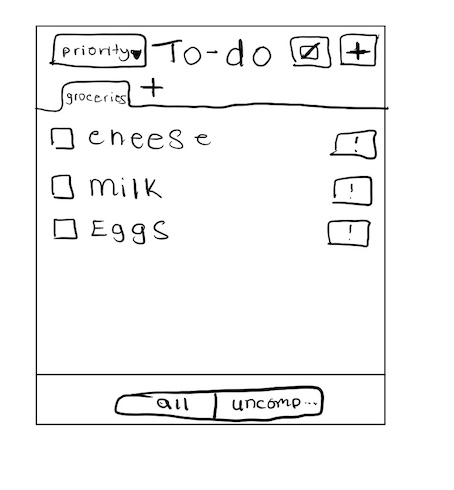 priority To-do +
groceries +
cheese !
milk !
Eggs !
all uncomp...